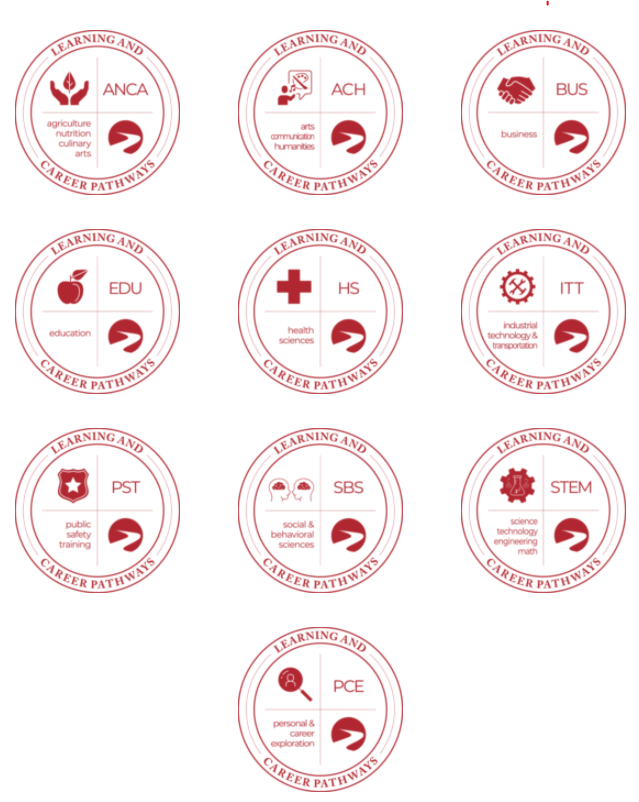 LEARNING AND
ANCA
agriculture
nutrition
culinary
arts
CAREER PATHWAYS
LEARNING AND
ACH
arts
communication
humanities
CAREER PATHWAYS
LEARNING AND
BUS
business
CAREER PATHWAYS
LEARNING AND
EDU
education
CAREER PATHWAYS
LEARNING AND
HS
health
sciences
CAREER PATHWAYS
LEARNING AND
ITT
industrial
technology &
transportation
CAREER PATHWAYS
LEARNING AND
PST
public
safety
training
CAREER PATHWAYS
LEARNING AND
SBS
social &
behavioral
sciences
CAREER PATHWAYS
LEARNING AND
STEM
science
technology
engineering
math
CAREER PATHWAYS
LEARNING AND
PCE
personal &
career
exploration
CAREER PATHWAYS